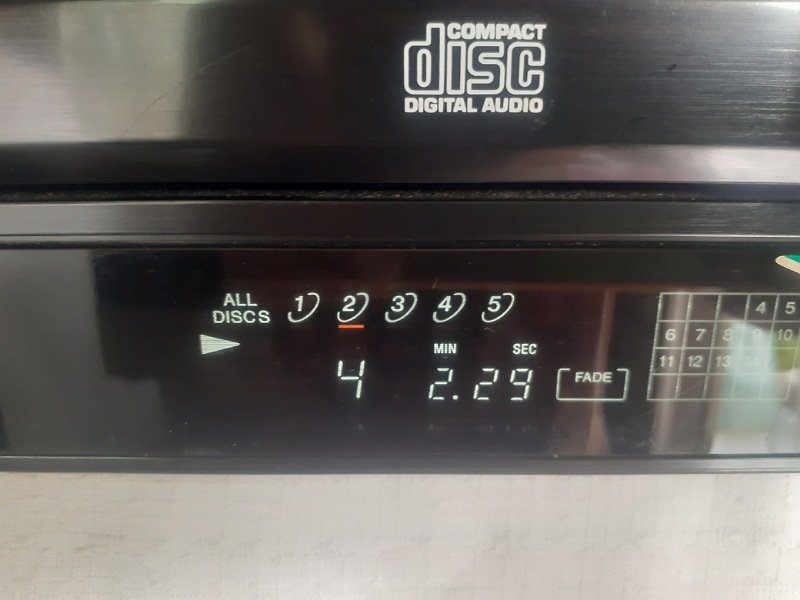 COMPACT
disc
DIGITAL AUDIO
ALL
DISCS
1 2 3 4 5
MIN SEC
4 2.29
FADE
4 5
6 7 8 9 10
11 12 13 14